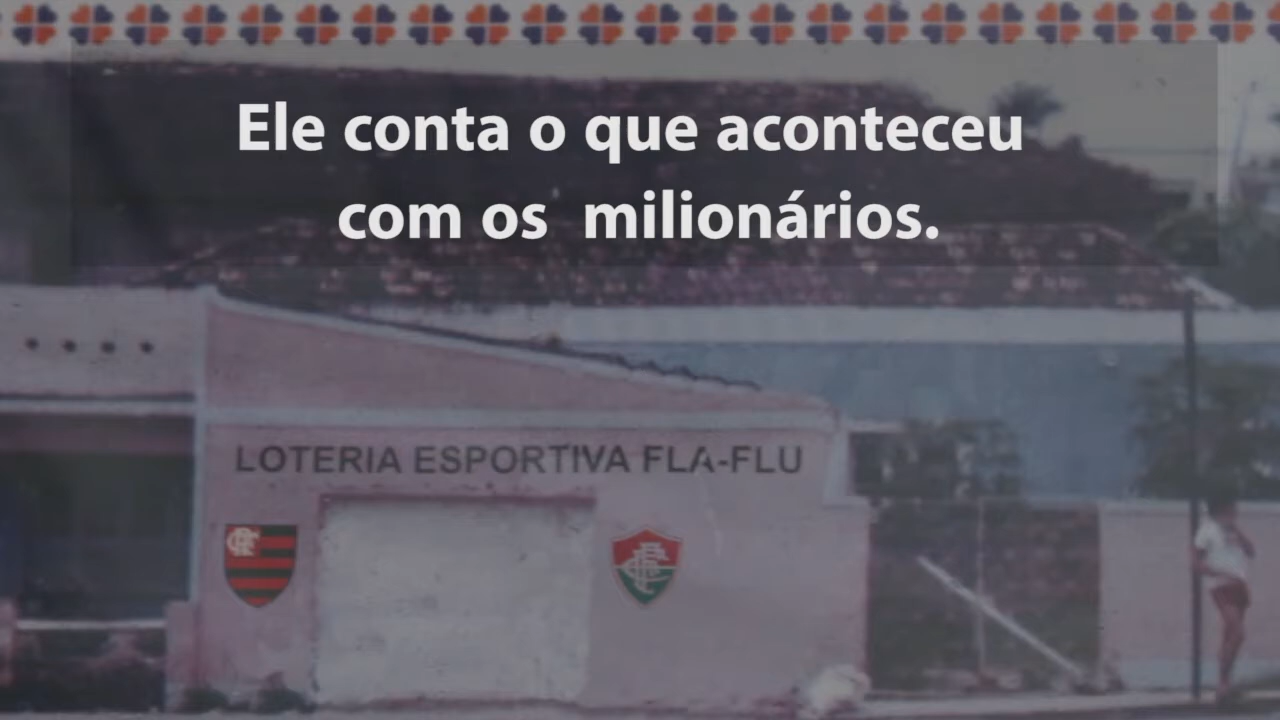 Ele conta o que aconteceu
com os  milionários.
LOTERIA ESPORTIVA FLA-FLU